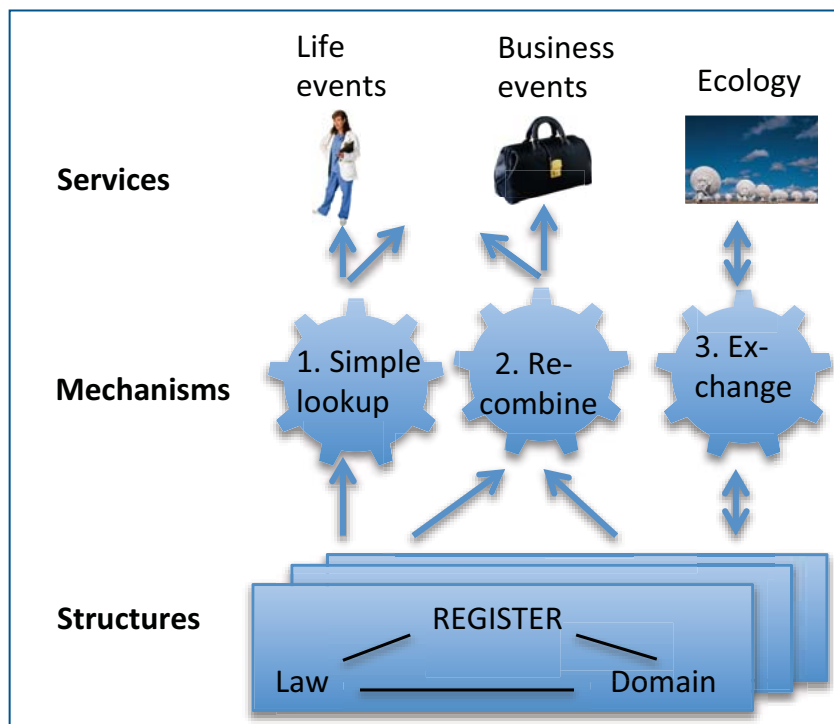 Life
events
Business
events
Ecology
Services
Mechanisms
1. Simple
lookup
2. Re-
combine
3. Ex-
change
Structures
REGISTER
Law
Domain